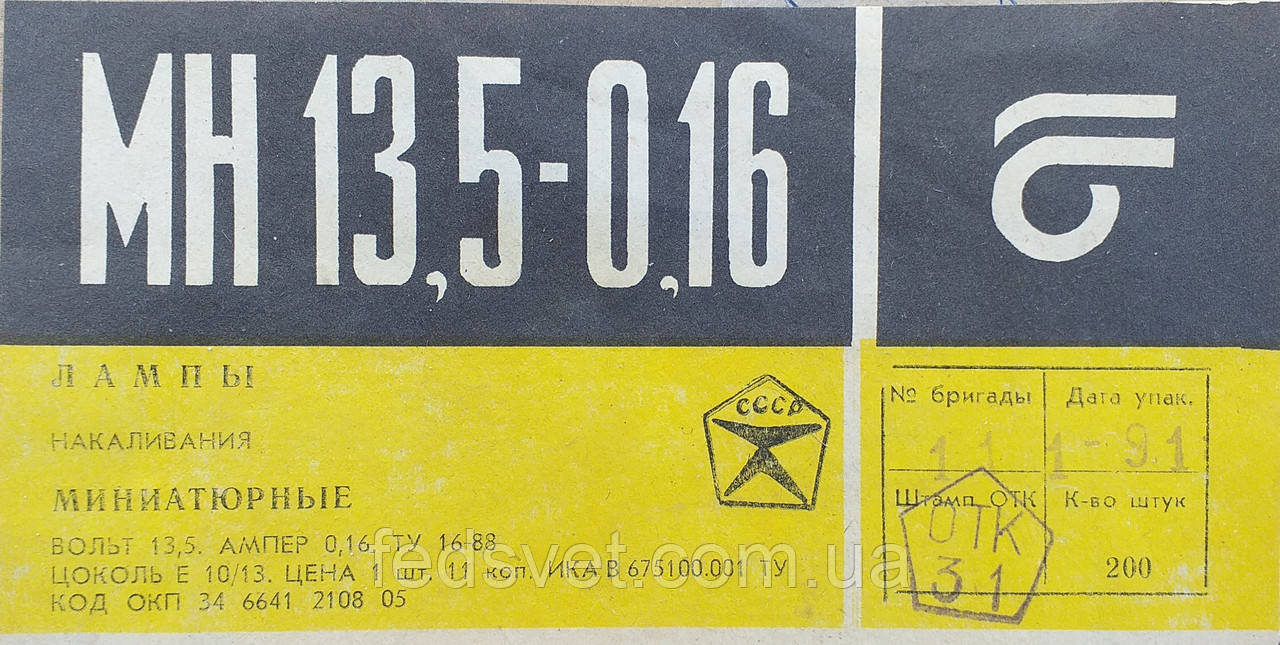 МН 13,5-0,16
ЛАМПЫ
НАКАЛИВАНИЯ
МИНИАТЮРНЫЕ
ВОЛЬТ 13,5. АМПЕР 0,16. ТУ 16-88
ЦОКОЛЬ Е 10/13. ЦЕНА 1 шт. 11 коп. ИКАВ 675100.001 ТУ
КОД ОКП 34 6641 2108 05
СССР
№ бригады Дата упак.
11 1-91
Штамп ОТК К-во штук
ОТК
31
200
fedsvet.com.ua